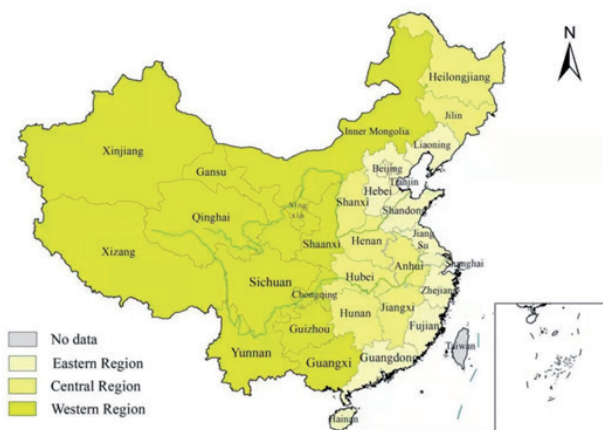 N
Heilongjiang
Jilin
Inner Mongolia
Liaoning
Xinjiang
Beijing
Gansu
Tianjin
Hebei
Ning
xia
Shanxi
Shandong
Qinghai
Jiang
Su
Xizang
Shaanxi
Henan
Shanghai
Anhui
Hubei
Sichuan
Zhejiang
Chongqing
Jiangxi
Hunan
Guizhou
Fujian
Taiwan
Yunnan
Guangxi
Guangdong
Hainan
No data
Eastern Region
Central Region
Western Region